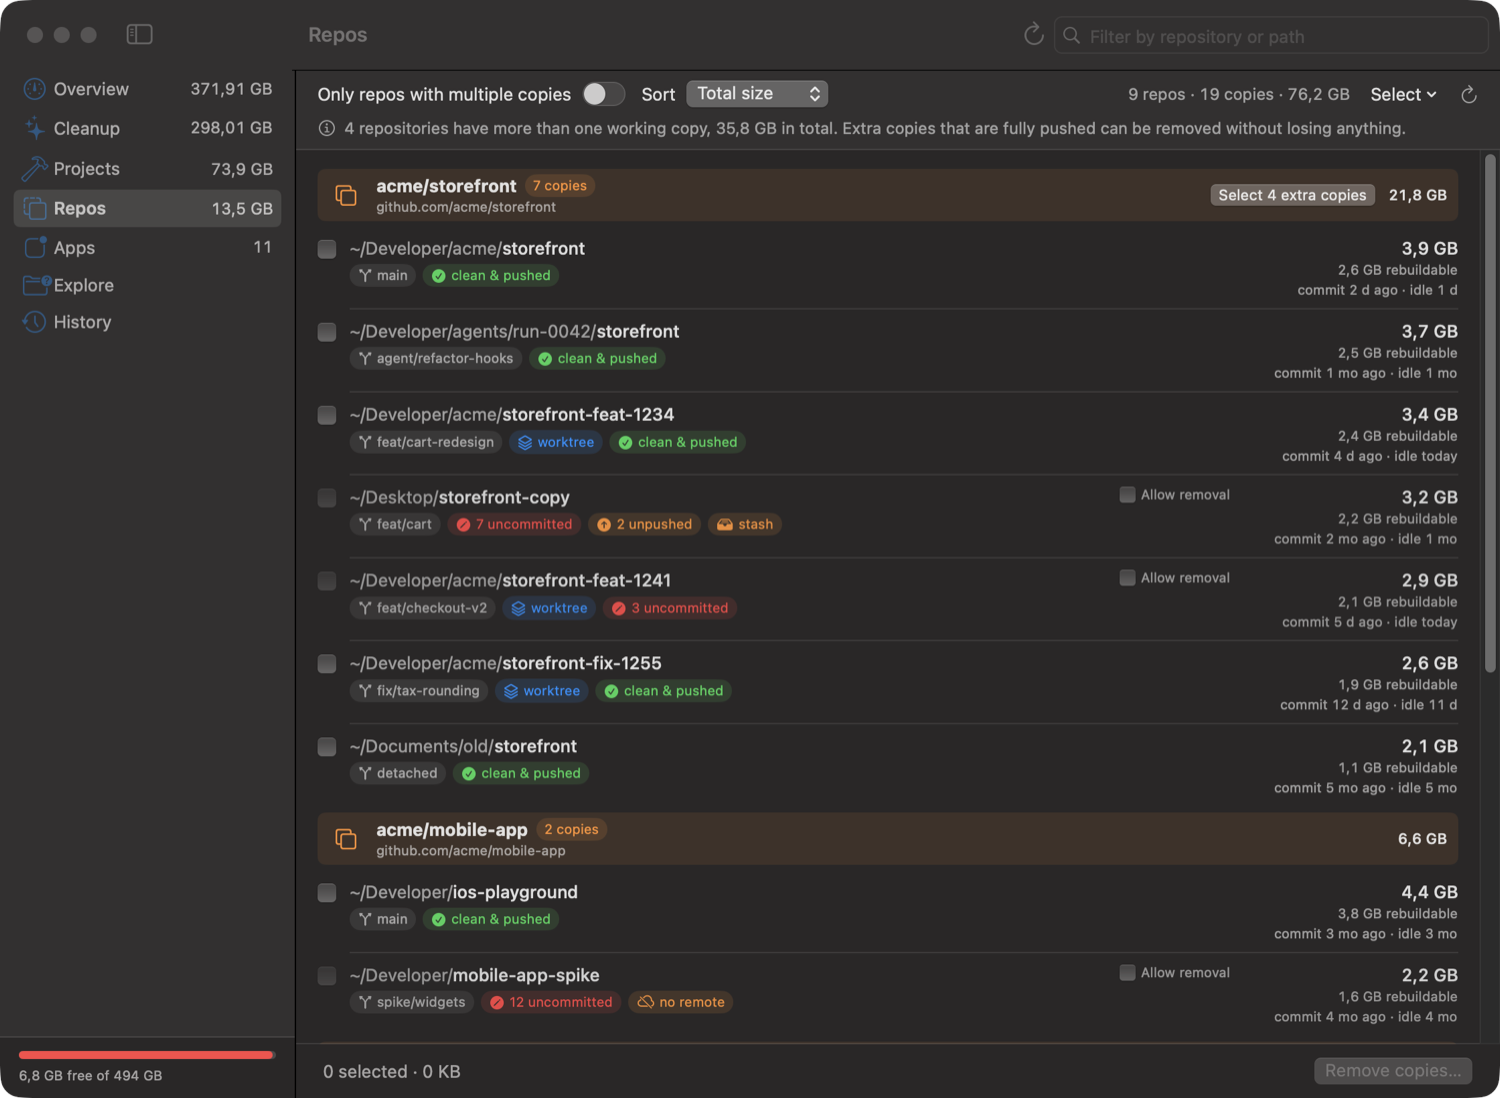 Repos
Filter by repository or path
Overview 371,91 GB
Cleanup 298,01 GB
Projects 73,9 GB
Repos 13,5 GB
Apps 11
Explore
History
6,8 GB free of 494 GB
Only repos with multiple copies Sort Total size 9 repos · 19 copies · 76,2 GB Select
4 repositories have more than one working copy, 35,8 GB in total. Extra copies that are fully pushed can be removed without losing anything.
acme/storefront 7 copies
github.com/acme/storefront
Select 4 extra copies 21,8 GB
~/Developer/acme/storefront 3,9 GB
main clean & pushed 2,6 GB rebuildable
commit 2 d ago · idle 1 d
~/Developer/agents/run-0042/storefront 3,7 GB
agent/refactor-hooks clean & pushed 2,5 GB rebuildable
commit 1 mo ago · idle 1 mo
~/Developer/acme/storefront-feat-1234 3,4 GB
feat/cart-redesign worktree clean & pushed 2,4 GB rebuildable
commit 4 d ago · idle today
~/Desktop/storefront-copy Allow removal 3,2 GB
feat/cart 7 uncommitted 2 unpushed stash 2,2 GB rebuildable
commit 2 mo ago · idle 1 mo
~/Developer/acme/storefront-feat-1241 Allow removal 2,9 GB
feat/checkout-v2 worktree 3 uncommitted 2,1 GB rebuildable
commit 5 d ago · idle today
~/Developer/acme/storefront-fix-1255 2,6 GB
fix/tax-rounding worktree clean & pushed 1,9 GB rebuildable
commit 12 d ago · idle 11 d
~/Documents/old/storefront 2,1 GB
detached clean & pushed 1,1 GB rebuildable
commit 5 mo ago · idle 5 mo
acme/mobile-app 2 copies
github.com/acme/mobile-app
6,6 GB
~/Developer/ios-playground 4,4 GB
main clean & pushed 3,8 GB rebuildable
commit 3 mo ago · idle 3 mo
~/Developer/mobile-app-spike Allow removal 2,2 GB
spike/widgets 12 uncommitted no remote 1,6 GB rebuildable
commit 4 mo ago · idle 4 mo
0 selected · 0 KB Remove copies...